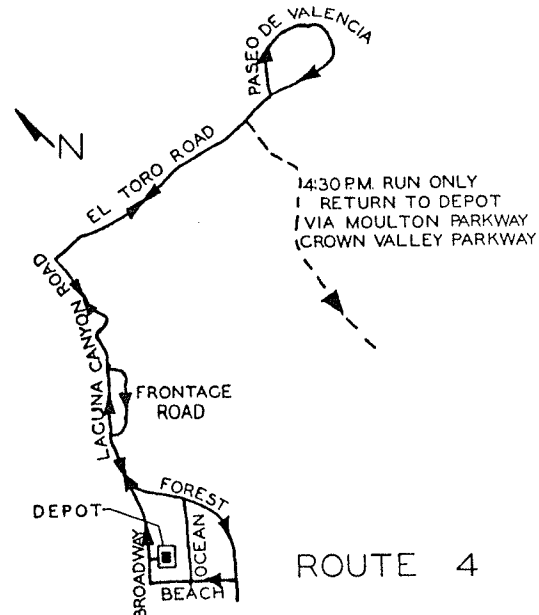 PASEO DE VALENCIA
N
EL TORO ROAD
4:30 P.M. RUN ONLY
RETURN TO DEPOT
VIA MOULTON PARKWAY
CROWN VALLEY PARKWAY
LAGUNA CANYON ROAD
FRONTAGE
ROAD
FOREST
DEPOT
OCEAN
BROADWAY
BEACH
ROUTE 4